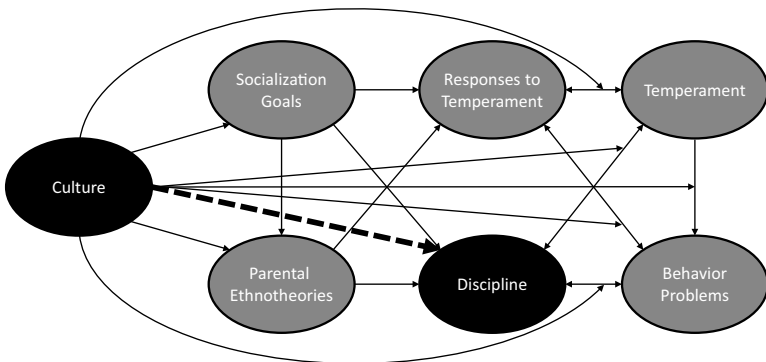 Socialization
Goals
Responses to
Temperament
Temperament
Culture
Parental
Ethnotheories
Discipline
Behavior
Problems